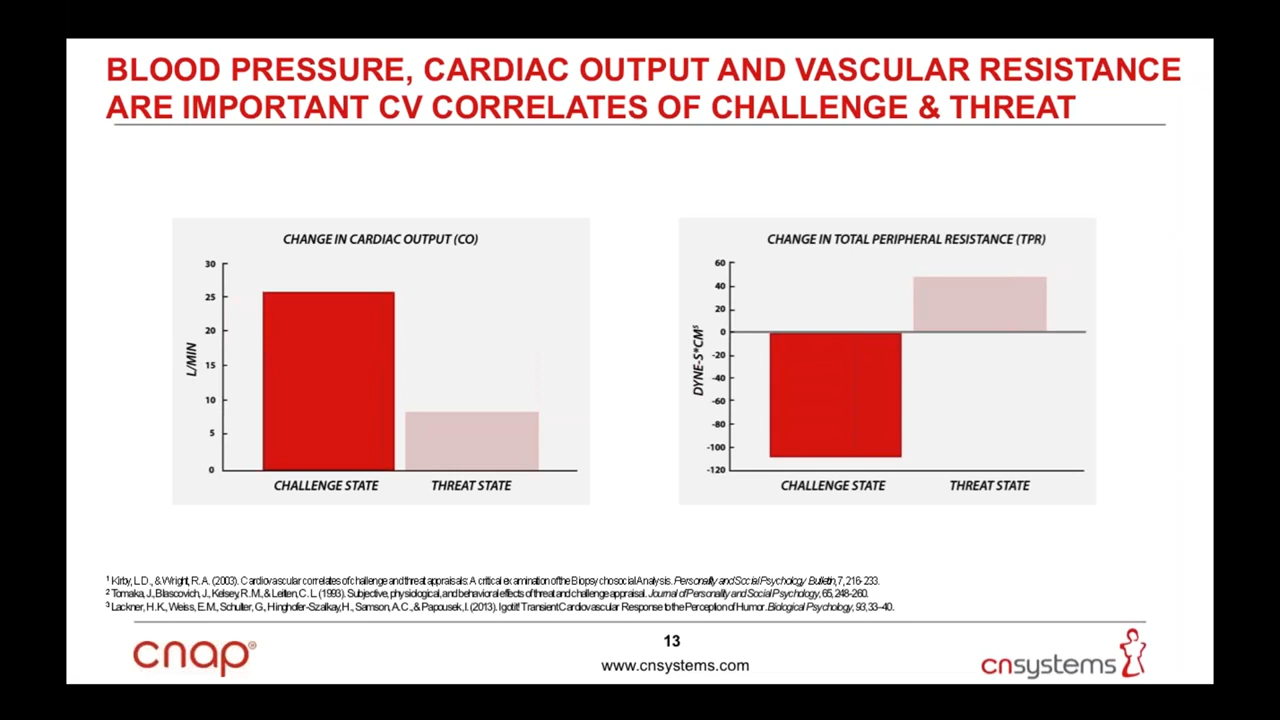 BLOOD PRESSURE, CARDIAC OUTPUT AND VASCULAR RESISTANCE
ARE IMPORTANT CV CORRELATES OF CHALLENGE & THREAT
CHANGE IN CARDIAC OUTPUT (CO)
30
25
20
15
10
5
0
L/MIN
CHALLENGE STATE THREAT STATE
CHANGE IN TOTAL PERIPHERAL RESISTANCE (TPR)
60
40
20
0
-20
-40
-60
-80
-100
-120
DYNE-S*CM⁵
CHALLENGE STATE THREAT STATE
¹ Kirby, L.D., & Wright, R. A. (2003). Cardiovascular correlates of challenge and threat appraisals: A critical examination of the Biopsychosocial Analysis. Personality and Social Psychology Bulletin, 7, 216-233.
² Tomaka, J., Blascovich, J., Kelsey, R. M., & Leitten, C. L. (1993). Subjective, physiological, and behavioral effects of threat and challenge appraisal. Journal of Personality and Social Psychology, 65, 248-260.
³ Lackner, H.K., Weiss, E.M., Schulter, G., Hinghofer-Szalkay, H., Samson, A.C., & Papousek, I. (2013). I got it! Transient Cardiovascular Response to the Perception of Humor. Biological Psychology, 93, 33–40.
cnap®
13
www.cnsystems.com
cnsystems